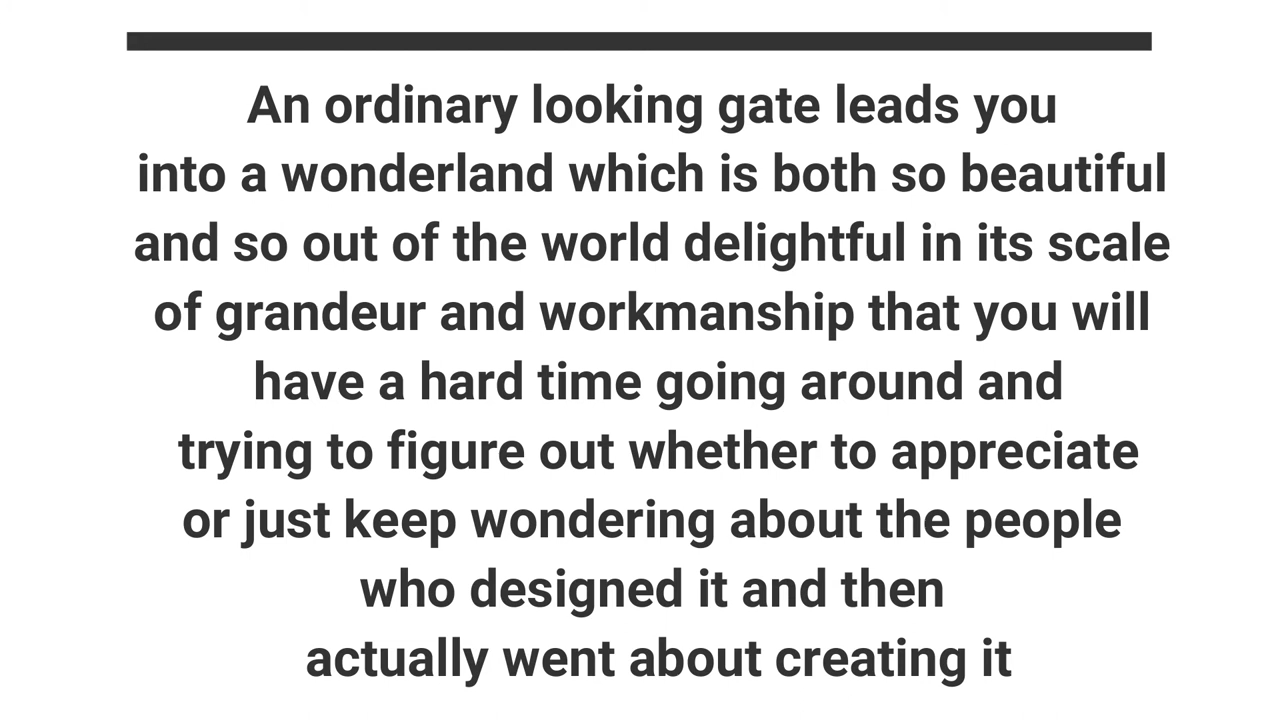 An ordinary looking gate leads you
into a wonderland which is both so beautiful
and so out of the world delightful in its scale
of grandeur and workmanship that you will
have a hard time going around and
trying to figure out whether to appreciate
or just keep wondering about the people
who designed it and then
actually went about creating it